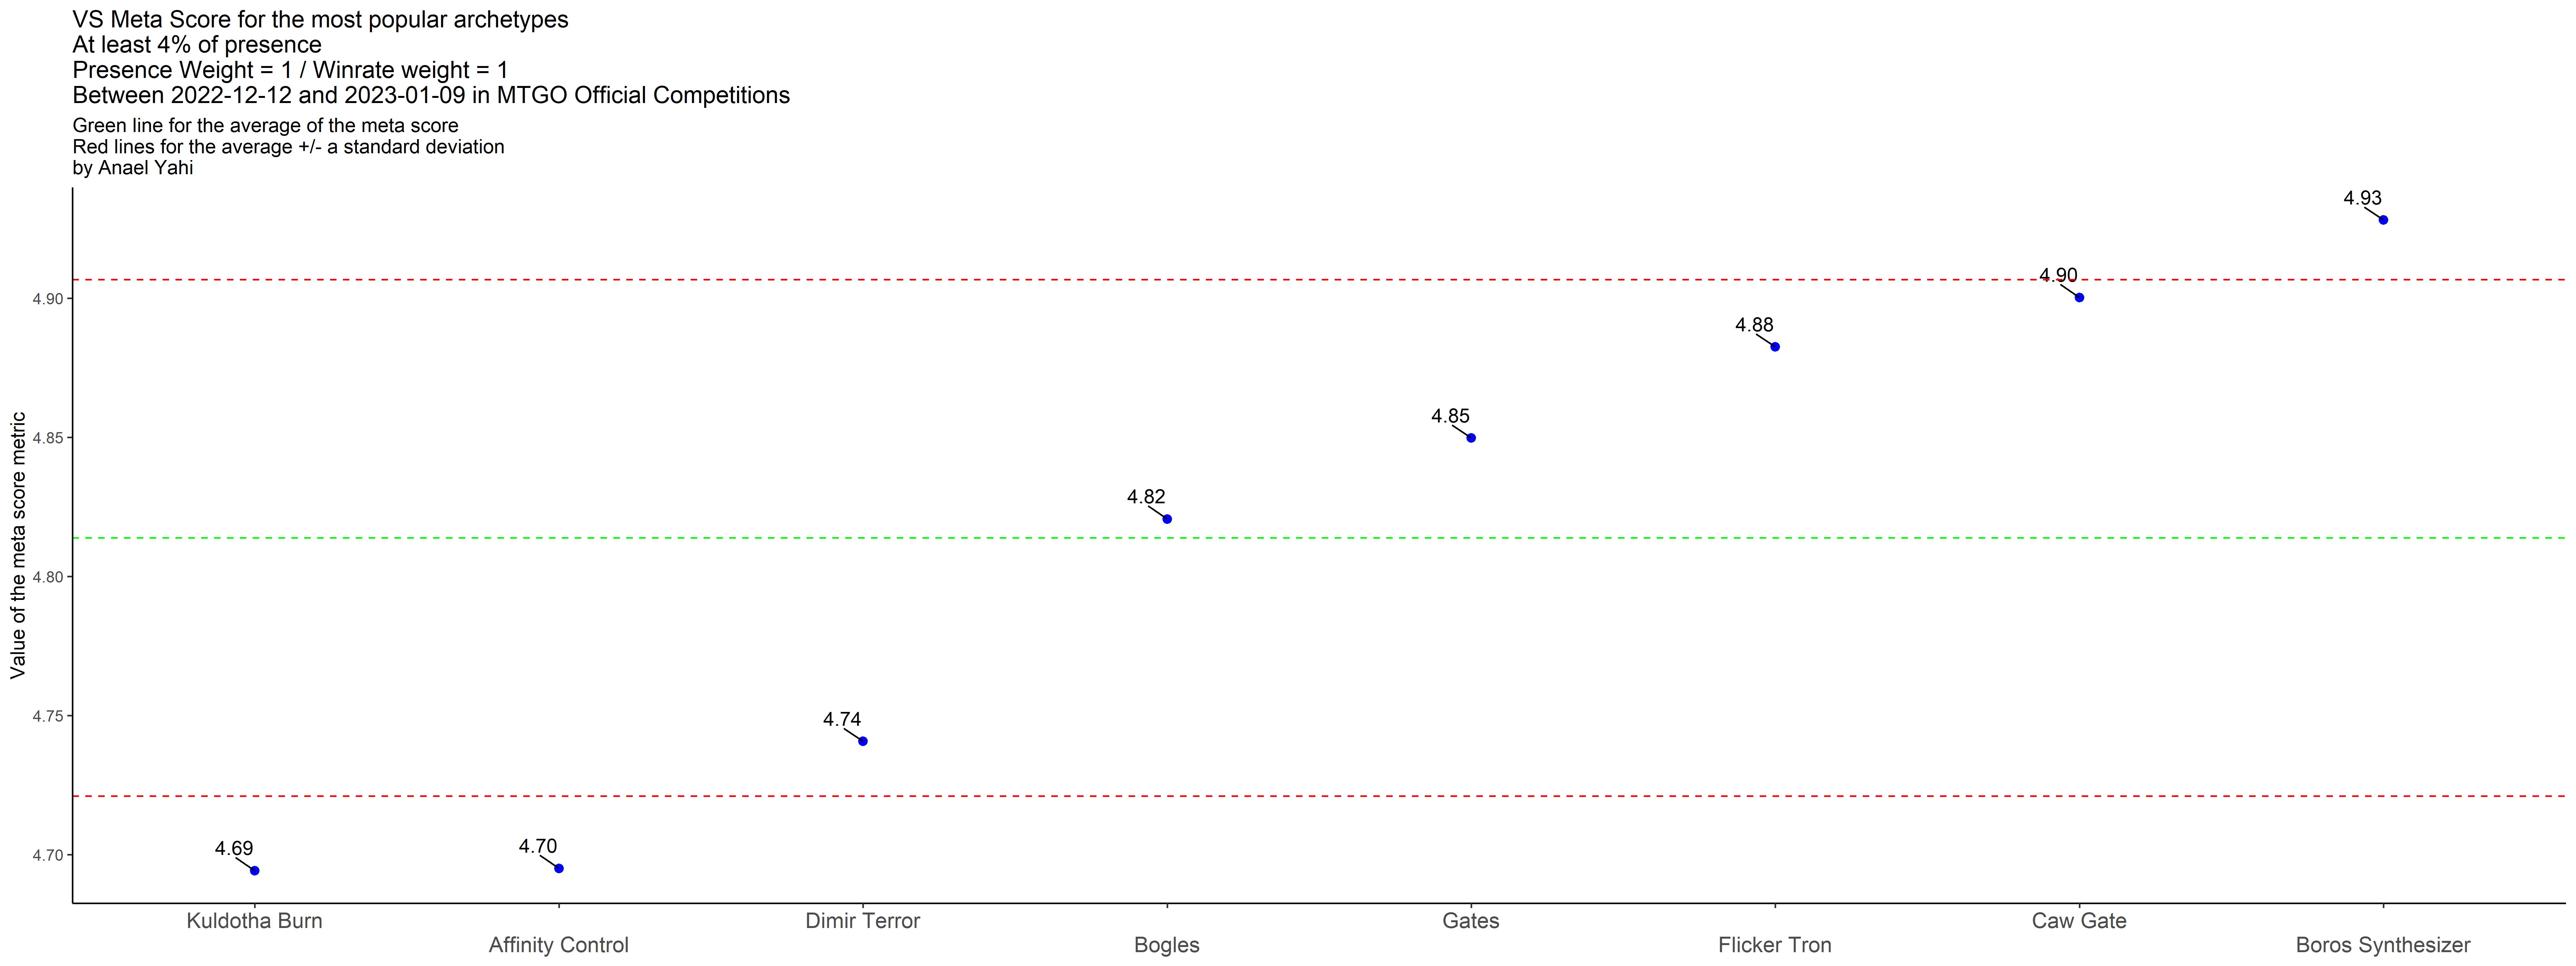 VS Meta Score for the most popular archetypes
At least 4% of presence
Presence Weight = 1 / Winrate weight = 1
Between 2022-12-12 and 2023-01-09 in MTGO Official Competitions
Green line for the average of the meta score
Red lines for the average +/- a standard deviation
by Anael Yahi
Value of the meta score metric
4.90
4.85
4.80
4.75
4.70
4.69
4.70
4.74
4.82
4.85
4.88
4.90
4.93
Kuldotha Burn
Affinity Control
Dimir Terror
Bogles
Gates
Flicker Tron
Caw Gate
Boros Synthesizer